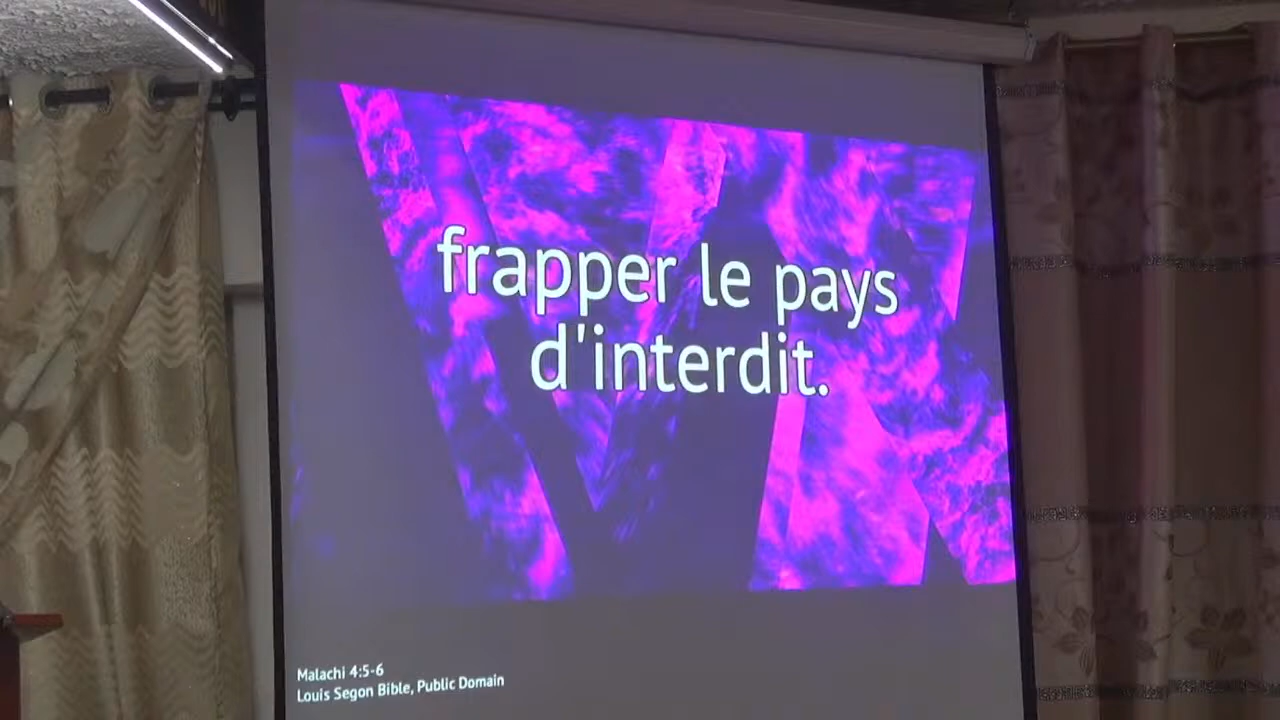 frapper le pays
d'interdit.
Malachi 4:5-6
Louis Segon Bible, Public Domain